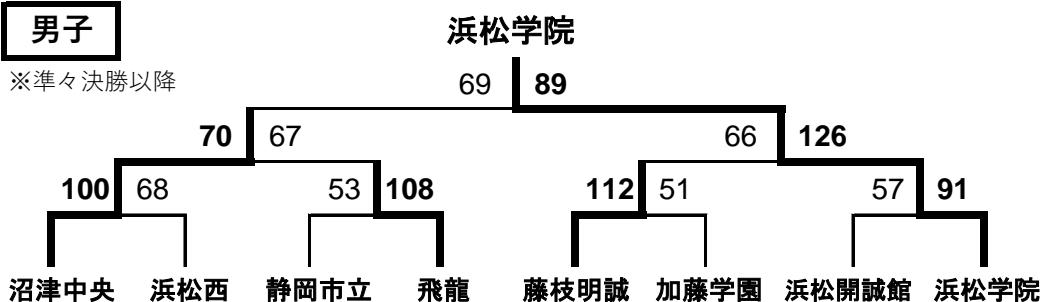 男子
浜松学院
※準々決勝以降
69 89
70 67 66 126
100 68 53 108 112 51 57 91
沼津中央 浜松西 静岡市立 飛龍 藤枝明誠 加藤学園 浜松開誠館 浜松学院